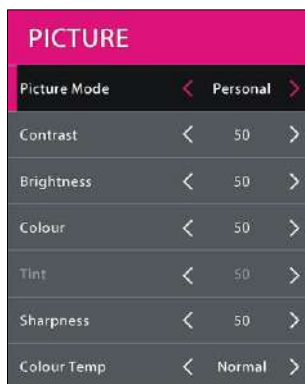 PICTURE
Picture Mode < Personal >
Contrast < 50 >
Brightness < 50 >
Colour < 50 >
Tint < 50 >
Sharpness < 50 >
Colour Temp < Normal >